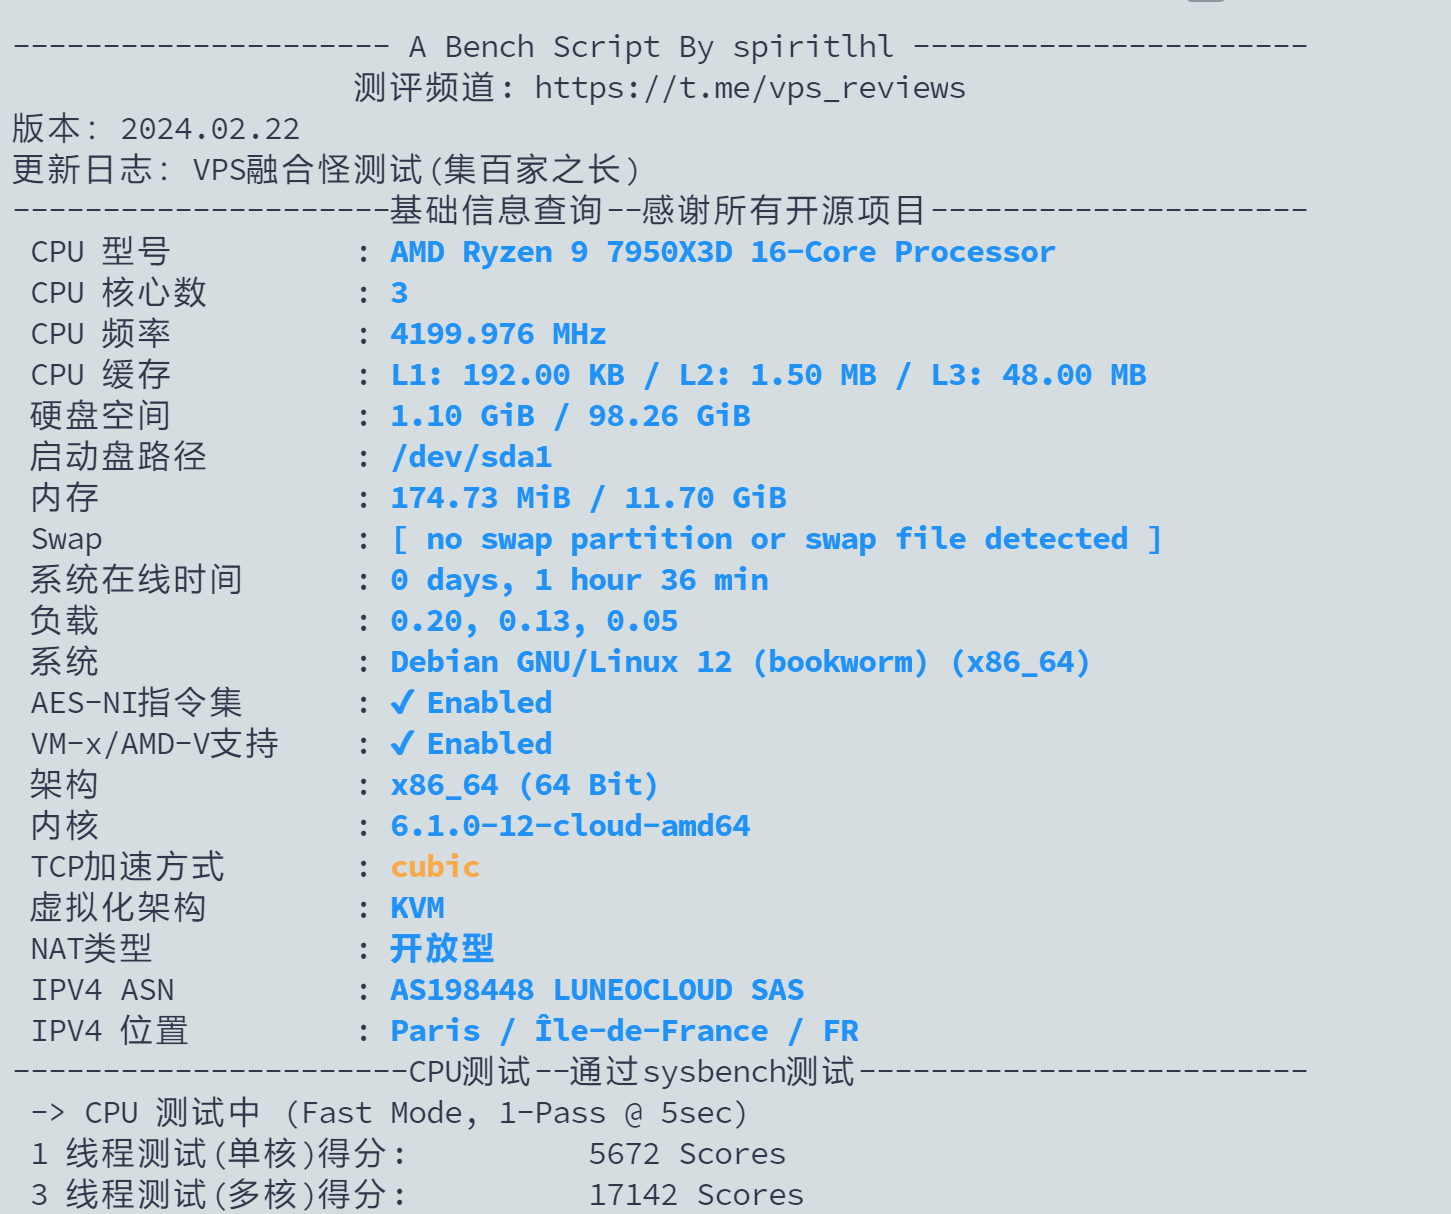 --------------------- A Bench Script By spiritlhl ----------------------
测评频道: https://t.me/vps_reviews
版本: 2024.02.22
更新日志: VPS融合怪测试(集百家之长)
---------------------基础信息查询--感谢所有开源项目---------------------
CPU 型号 : AMD Ryzen 9 7950X3D 16-Core Processor
CPU 核心数 : 3
CPU 频率 : 4199.976 MHz
CPU 缓存 : L1: 192.00 KB / L2: 1.50 MB / L3: 48.00 MB
硬盘空间 : 1.10 GiB / 98.26 GiB
启动盘路径 : /dev/sda1
内存 : 174.73 MiB / 11.70 GiB
Swap : [ no swap partition or swap file detected ]
系统在线时间 : 0 days, 1 hour 36 min
负载 : 0.20, 0.13, 0.05
系统 : Debian GNU/Linux 12 (bookworm) (x86_64)
AES-NI指令集 : ✔ Enabled
VM-x/AMD-V支持 : ✔ Enabled
架构 : x86_64 (64 Bit)
内核 : 6.1.0-12-cloud-amd64
TCP加速方式 : cubic
虚拟化架构 : KVM
NAT类型 : 开放型
IPV4 ASN : AS198448 LUNEOCLOUD SAS
IPV4 位置 : Paris / Île-de-France / FR
----------------------CPU测试--通过sysbench测试-------------------------
-> CPU 测试中 (Fast Mode, 1-Pass @ 5sec)
1 线程测试(单核)得分: 5672 Scores
3 线程测试(多核)得分: 17142 Scores